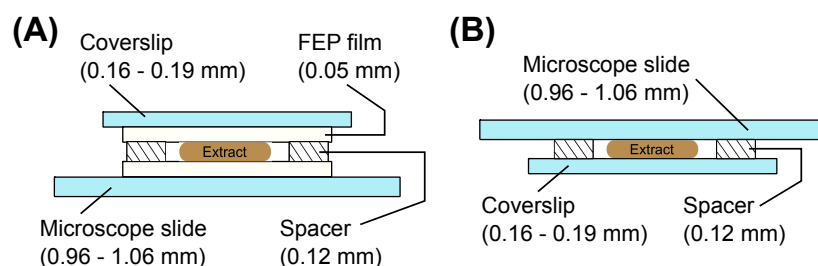 (A)
Coverslip
(0.16 - 0.19 mm)
FEP film
(0.05 mm)
Extract
Microscope slide
(0.96 - 1.06 mm)
Spacer
(0.12 mm)
(B)
Microscope slide
(0.96 - 1.06 mm)
Extract
Coverslip
(0.16 - 0.19 mm)
Spacer
(0.12 mm)